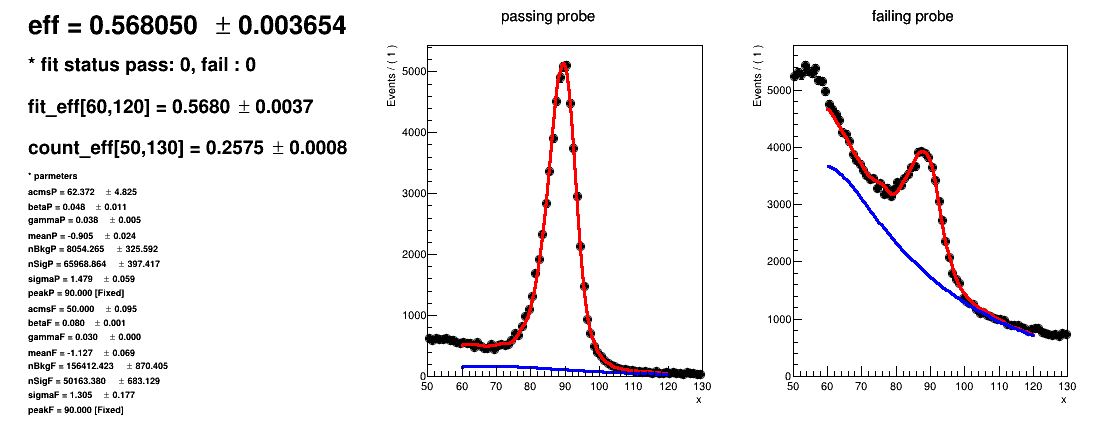 eff = 0.568050 ± 0.003654
* fit status pass: 0, fail : 0
fit_eff[60,120] = 0.5680 ± 0.0037
count_eff[50,130] = 0.2575 ± 0.0008
* parmeters
acmsP = 62.372 ± 4.825
betaP = 0.048 ± 0.011
gammaP = 0.038 ± 0.005
meanP = -0.905 ± 0.024
nBkgP = 8054.265 ± 325.592
nSigP = 65968.864 ± 397.417
sigmaP = 1.479 ± 0.059
peakP = 90.000 [Fixed]
acmsF = 50.000 ± 0.095
betaF = 0.080 ± 0.001
gammaF = 0.030 ± 0.000
meanF = -1.127 ± 0.069
nBkgF = 156412.423 ± 870.405
nSigF = 50163.380 ± 683.129
sigmaF = 1.305 ± 0.177
peakF = 90.000 [Fixed]
passing probe
Events / ( 1 )
5000
4000
3000
2000
1000
0
50 60 70 80 90 100 110 120 130
x
failing probe
Events / ( 1 )
5000
4000
3000
2000
1000
0
50 60 70 80 90 100 110 120 130
x